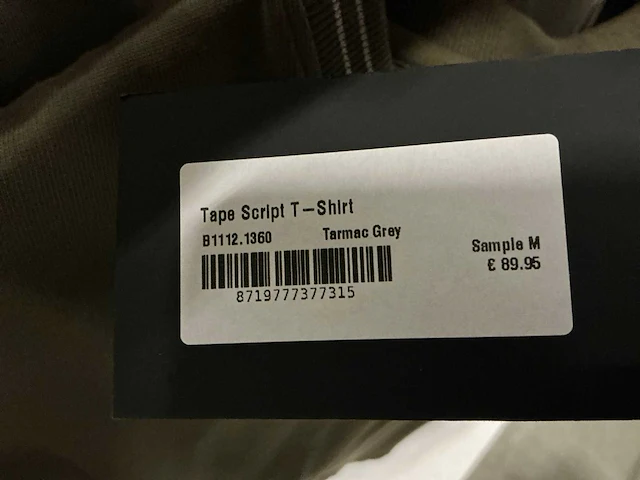 Tape Script T-Shirt
B1112.1360 Tarmac Grey
Sample M
€ 89.95
8719777377315